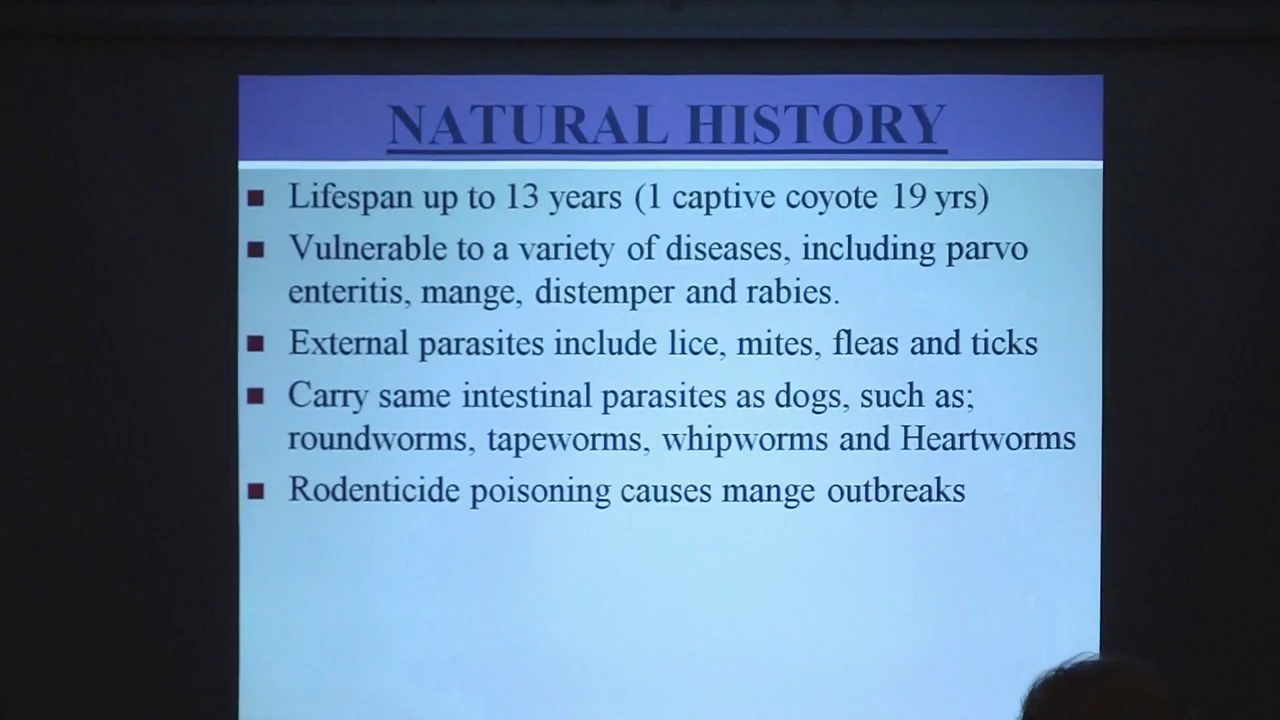 NATURAL HISTORY
Lifespan up to 13 years (1 captive coyote 19 yrs)
Vulnerable to a variety of diseases, including parvo
enteritis, mange, distemper and rabies.
External parasites include lice, mites, fleas and ticks
Carry same intestinal parasites as dogs, such as;
roundworms, tapeworms, whipworms and Heartworms
Rodenticide poisoning causes mange outbreaks